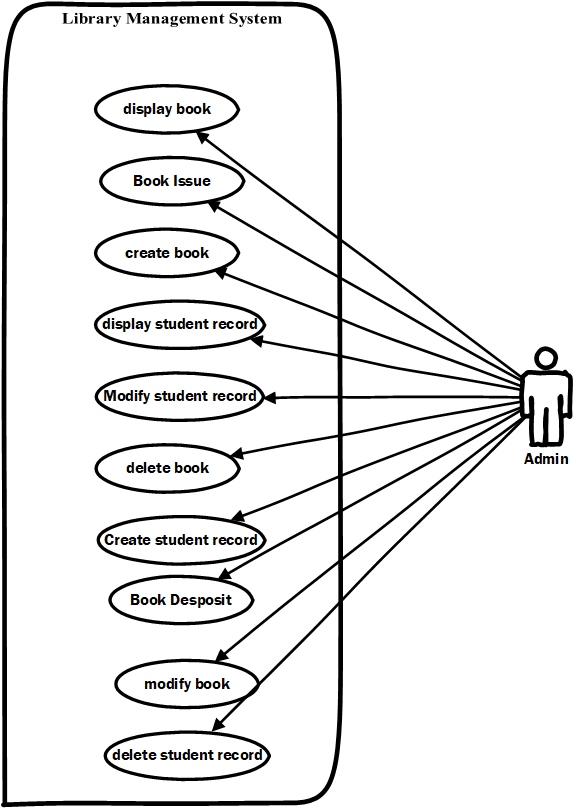 Library Management System
display book
Book Issue
create book
display student record
Modify student record
delete book
Admin
Create student record
Book Desposit
modify book
delete student record